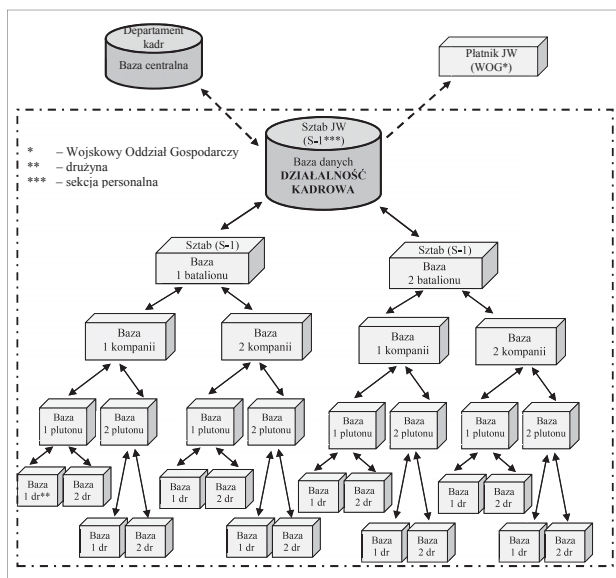 Departament
kadr
Baza centralna
Płatnik JW
(WOG*)
* – Wojskowy Oddział Gospodarczy
** – drużyna
*** – sekcja personalna
Sztab JW
(S-1***)
Baza danych
DZIAŁALNOŚĆ
KADROWA
Sztab (S-1)
Baza
1 batalionu
Sztab (S-1)
Baza
2 batalionu
Baza
1 kompanii
Baza
2 kompanii
Baza
1 kompanii
Baza
2 kompanii
Baza
1 plutonu
Baza
2 plutonu
Baza
1 plutonu
Baza
2 plutonu
Baza
1 plutonu
Baza
2 plutonu
Baza
1 plutonu
Baza
2 plutonu
Baza
1 dr**
Baza
2 dr
Baza
1 dr
Baza
2 dr
Baza
1 dr
Baza
2 dr
Baza
1 dr
Baza
2 dr
Baza
1 dr
Baza
2 dr
Baza
1 dr
Baza
2 dr
Baza
1 dr
Baza
2 dr
Baza
1 dr
Baza
2 dr